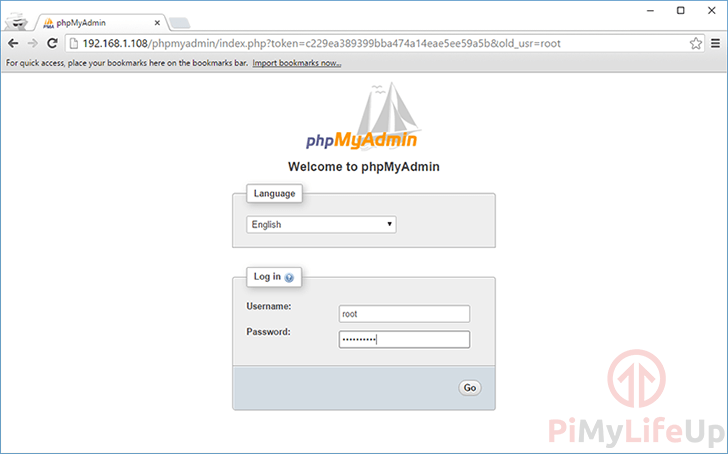 phpMyAdmin
192.168.1.108/phpmyadmin/index.php?token=c229ea389399bba474a14eae5ee59a5b&old_usr=root
For quick access, place your bookmarks here on the bookmarks bar. Import bookmarks now...
phpMyAdmin
Welcome to phpMyAdmin
Language
English
Log in
Username:
root
Password:
••••••••••
Go
PiMyLifeUp